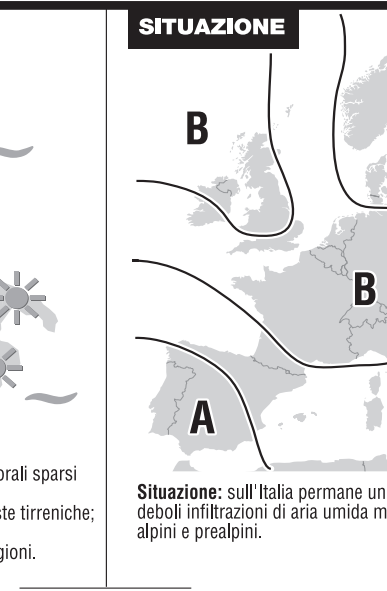 orali sparsi
ste tirreniche;
gioni.
SITUAZIONE
B
B
A
Situazione: sull'Italia permane un
deboli infiltrazioni di aria umida m
alpini e prealpini.